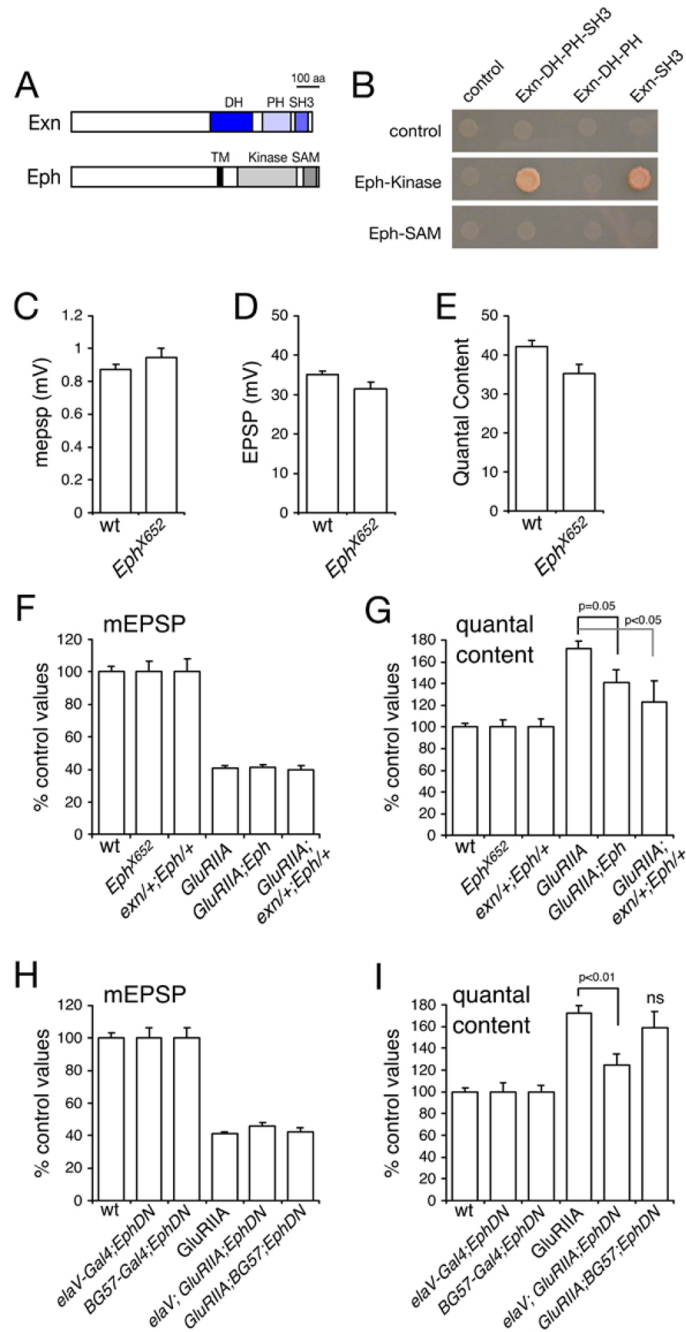 A
100 aa
DH PH SH3
Exn
TM Kinase SAM
Eph
B
control
Exn-DH-PH-SH3
Exn-DH-PH
Exn-SH3
control
Eph-Kinase
Eph-SAM
C
mepsp (mV)
1.2
1
0.8
0.6
0.4
0.2
0
wt
EphX652
D
EPSP (mV)
50
40
30
20
10
0
wt
EphX652
E
Quantal Content
50
40
30
20
10
0
wt
EphX652
F
mEPSP
% control values
120
100
80
60
40
20
0
wt
EphX652
exn/+;Eph/+
GluRIIA
GluRIIA;Eph
GluRIIA;
exn/+;Eph/+
G
quantal
content
p=0.05
p<0.05
% control values
180
160
140
120
100
80
60
40
20
0
wt
EphX652
exn/+;Eph/+
GluRIIA
GluRIIA;Eph
GluRIIA;
exn/+;Eph/+
H
mEPSP
% control values
120
100
80
60
40
20
0
wt
elaV-Gal4;EphDN
BG57-Gal4;EphDN
GluRIIA
elaV; GluRIIA;EphDN
GluRIIA;BG57;EphDN
I
quantal
content
p<0.01
ns
% control values
180
160
140
120
100
80
60
40
20
0
wt
elaV-Gal4;EphDN
BG57-Gal4;EphDN
GluRIIA
elaV; GluRIIA;EphDN
GluRIIA;BG57;EphDN